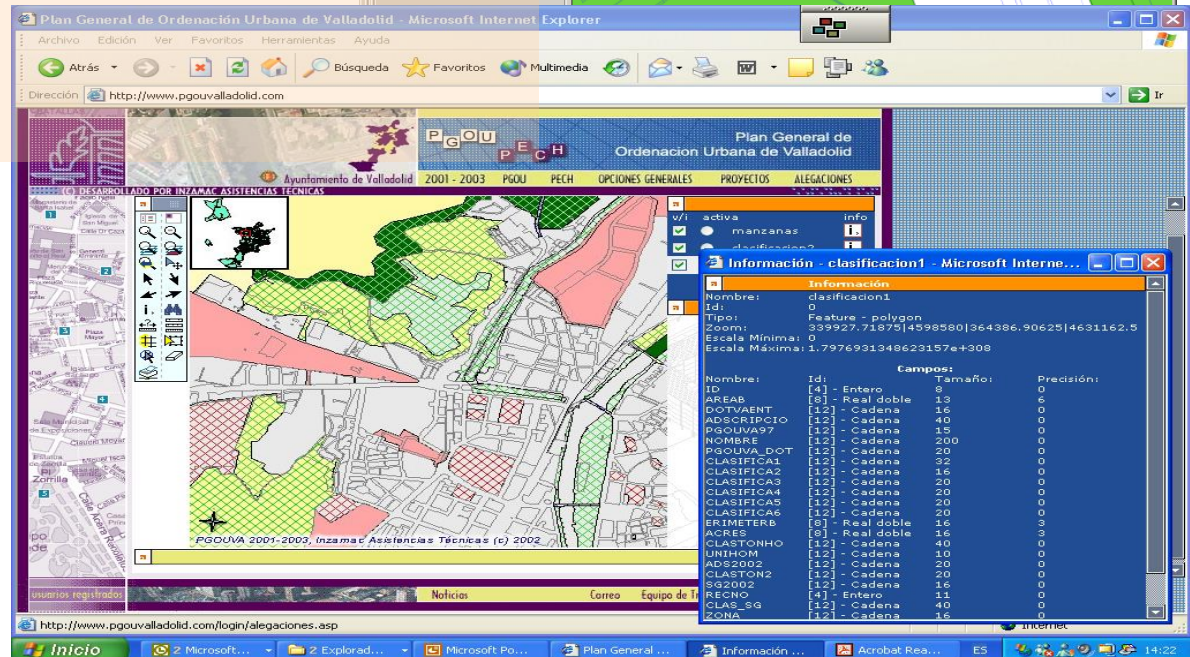 Plan General de Ordenación Urbana de Valladolid - Microsoft Internet Explorer
Archivo Edición Ver Favoritos Herramientas Ayuda
Atrás Búsqueda Favoritos Multimedia
Dirección http://www.pgouvalladolid.com Ir
PGOU PECH
Plan General de
Ordenacion Urbana de Valladolid
Ayuntamiento de Valladolid 2001 - 2003 PGOU PECH OPCIONES GENERALES PROYECTOS ALEGACIONES
(C) DESARROLLADO POR INZAMAC ASISTENCIAS TECNICAS
v/i activa info
manzanas
clasificacion2
Información - clasificacion1 - Microsoft Interne...
Información
Nombre: clasificacion1
Id: 0
Tipo: Feature - polygon
Zoom: 339927.71875|4598580|364386.90625|4631162.5
Escala Mínima: 0
Escala Máxima: 1.7976931348623157e+308
Campos:
Nombre: Id: Tamaño: Precisión:
ID [4] - Entero 8 0
AREAB [8] - Real doble 13 6
DOTVAENT [12] - Cadena 16 0
ADSCRIPCIO [12] - Cadena 40 0
PGOUVA97 [12] - Cadena 15 0
NOMBRE [12] - Cadena 200 0
PGOUVA_DOT [12] - Cadena 20 0
CLASIFICA1 [12] - Cadena 32 0
CLASIFICA2 [12] - Cadena 16 0
CLASIFICA3 [12] - Cadena 20 0
CLASIFICA4 [12] - Cadena 20 0
CLASIFICA5 [12] - Cadena 20 0
CLASIFICA6 [12] - Cadena 20 0
ERIMETERB [8] - Real doble 16 3
ACRES [8] - Real doble 16 3
CLASTONHO [12] - Cadena 40 0
UNIHOM [12] - Cadena 10 0
ADS2002 [12] - Cadena 20 0
CLASTON2 [12] - Cadena 20 0
SG2002 [12] - Cadena 16 0
RECNO [4] - Entero 11 0
CLAS_SG [12] - Cadena 40 0
ZONA [12] - Cadena 16 0
Plaza
Mayor
Zorrilla
PGOUVA 2001-2003, Inzamac Asistencias Técnicas (c) 2002
usuarios registrados Noticias Correo Equipo de
http://www.pgouvalladolid.com/login/alegaciones.asp Internet
Inicio 2 Microsoft... 2 Explorad... Microsoft Po... Plan General ... Información ... Acrobat Rea... ES 14:22